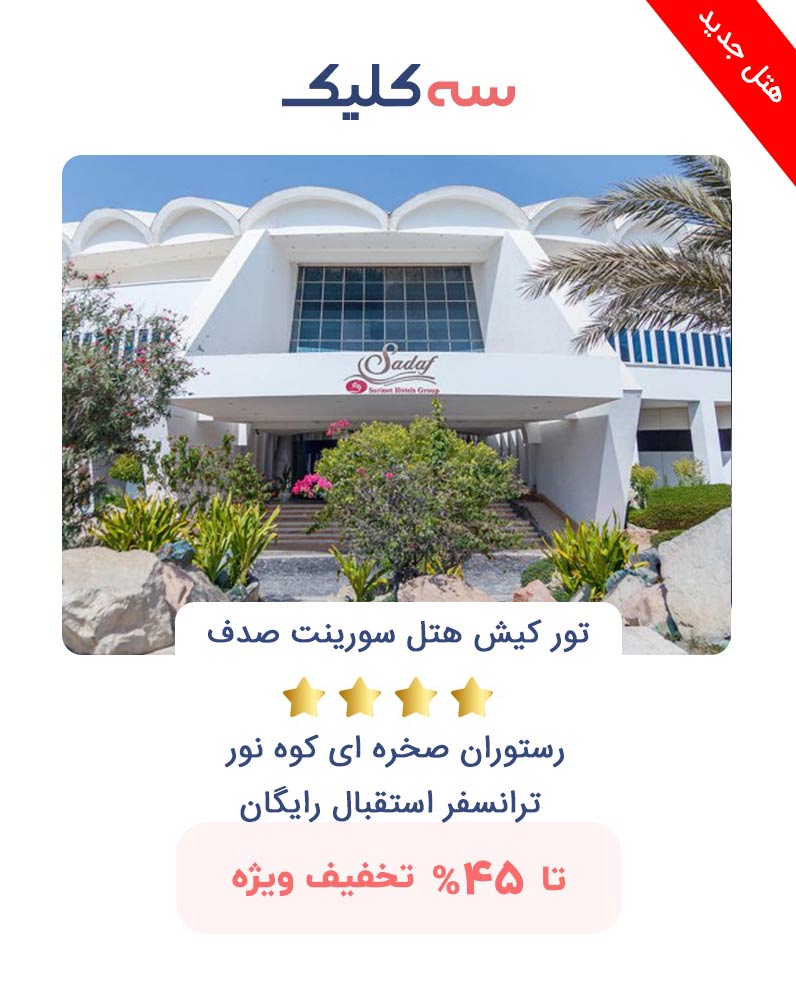 هتل جدید
سه کلیک
Sadaf
Sorinet Hotels Group
تور کیش هتل سورینت صدف
رستوران صخره ای کوه نور
ترانسفر استقبال رایگان
تا ۴۵% تخفیف ویژه